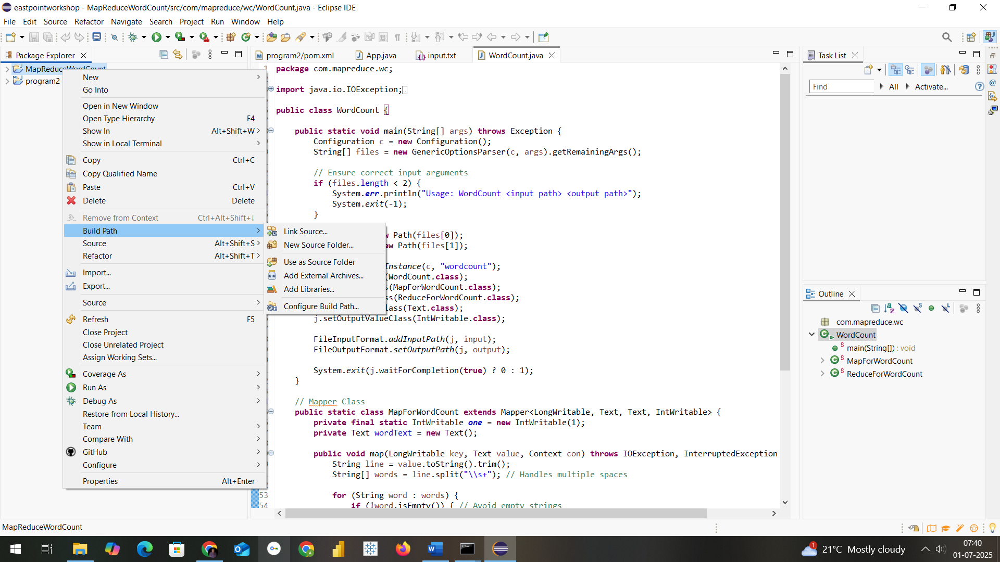 eastpointworkshop - MapReduceWordCount/src/com/mapreduce/wc/WordCount.java - Eclipse IDE
File Edit Source Refactor Navigate Search Project Run Window Help
Package Explorer
MapReduceWordCount
program2
New
Go Into
Open in New Window
Open Type Hierarchy F4
Show In Alt+Shift+W
Show in Local Terminal
Copy Ctrl+C
Copy Qualified Name
Paste Ctrl+V
Delete Delete
Remove from Context Ctrl+Alt+Shift+↓
Build Path
Source Alt+Shift+S
Refactor Alt+Shift+T
Import...
Export...
Source
Refresh F5
Close Project
Close Unrelated Project
Assign Working Sets...
Coverage As
Run As
Debug As
Restore from Local History...
Team
Compare With
GitHub
Configure
Properties Alt+Enter
Link Source...
New Source Folder...
Use as Source Folder
Add External Archives...
Add Libraries...
Configure Build Path...
program2/pom.xml App.java input.txt WordCount.java
1 package com.mapreduce.wc;
import java.io.IOException;
public class WordCount {
public static void main(String[] args) throws Exception {
Configuration c = new Configuration();
String[] files = new GenericOptionsParser(c, args).getRemainingArgs();
// Ensure correct input arguments
if (files.length < 2) {
System.err.println("Usage: WordCount <input path> <output path>");
System.exit(-1);
}
Path(files[0]);
Path(files[1]);
Instance(c, "wordcount");
(WordCount.class);
(MapForWordCount.class);
(ReduceForWordCount.class);
(Text.class);
j.setOutputValueClass(IntWritable.class);
FileInputFormat.addInputPath(j, input);
FileOutputFormat.setOutputPath(j, output);
System.exit(j.waitForCompletion(true) ? 0 : 1);
}
// Mapper Class
public static class MapForWordCount extends Mapper<LongWritable, Text, Text, IntWritable> {
private final static IntWritable one = new IntWritable(1);
private Text wordText = new Text();
public void map(LongWritable key, Text value, Context con) throws IOException, InterruptedException
String line = value.toString().trim();
String[] words = line.split("\\s+"); // Handles multiple spaces
53 for (String word : words) {
54 if (!word.isEmpty()) { // Avoid empty strings
Task List
Find All Activate...
Outline
com.mapreduce.wc
WordCount
main(String[]) : void
MapForWordCount
ReduceForWordCount
MapReduceWordCount
1 21°C Mostly cloudy
07:40
01-07-2025